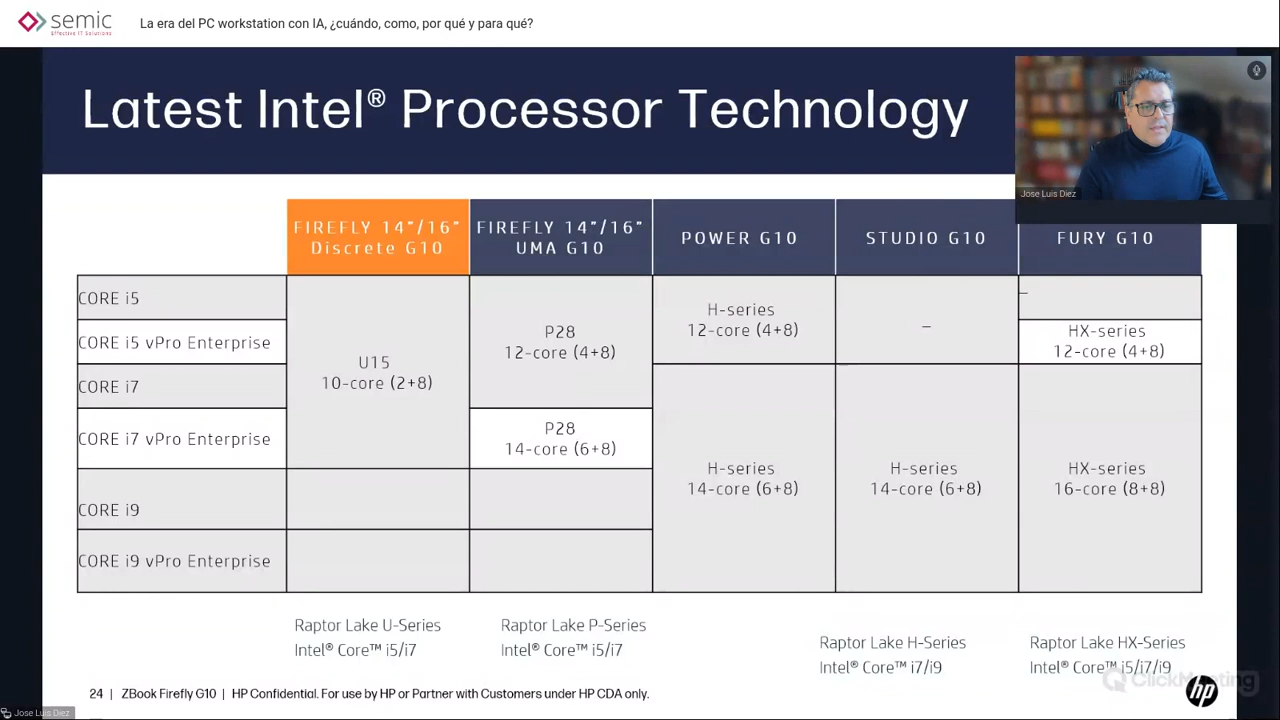 semic
Effective IT Solutions
La era del PC workstation con IA, ¿cuándo, como, por qué y para qué?
Latest Intel® Processor Technology
Jose Luis Diez
FIREFLY 14”/16”
Discrete G10
FIREFLY 14”/16”
UMA G10
POWER G10
STUDIO G10
FURY G10
CORE i5
CORE i5 vPro Enterprise
CORE i7
CORE i7 vPro Enterprise
CORE i9
CORE i9 vPro Enterprise
U15
10-core (2+8)
P28
12-core (4+8)
P28
14-core (6+8)
H-series
12-core (4+8)
H-series
14-core (6+8)
–
H-series
14-core (6+8)
–
HX-series
12-core (4+8)
HX-series
16-core (8+8)
Raptor Lake U-Series
Intel® Core™ i5/i7
Raptor Lake P-Series
Intel® Core™ i5/i7
Raptor Lake H-Series
Intel® Core™ i7/i9
Raptor Lake HX-Series
Intel® Core™ i5/i7/i9
24 | ZBook Firefly G10 | HP Confidential. For use by HP or Partner with Customers under HP CDA only.
ClickMeeting
hp
Jose Luis Diez